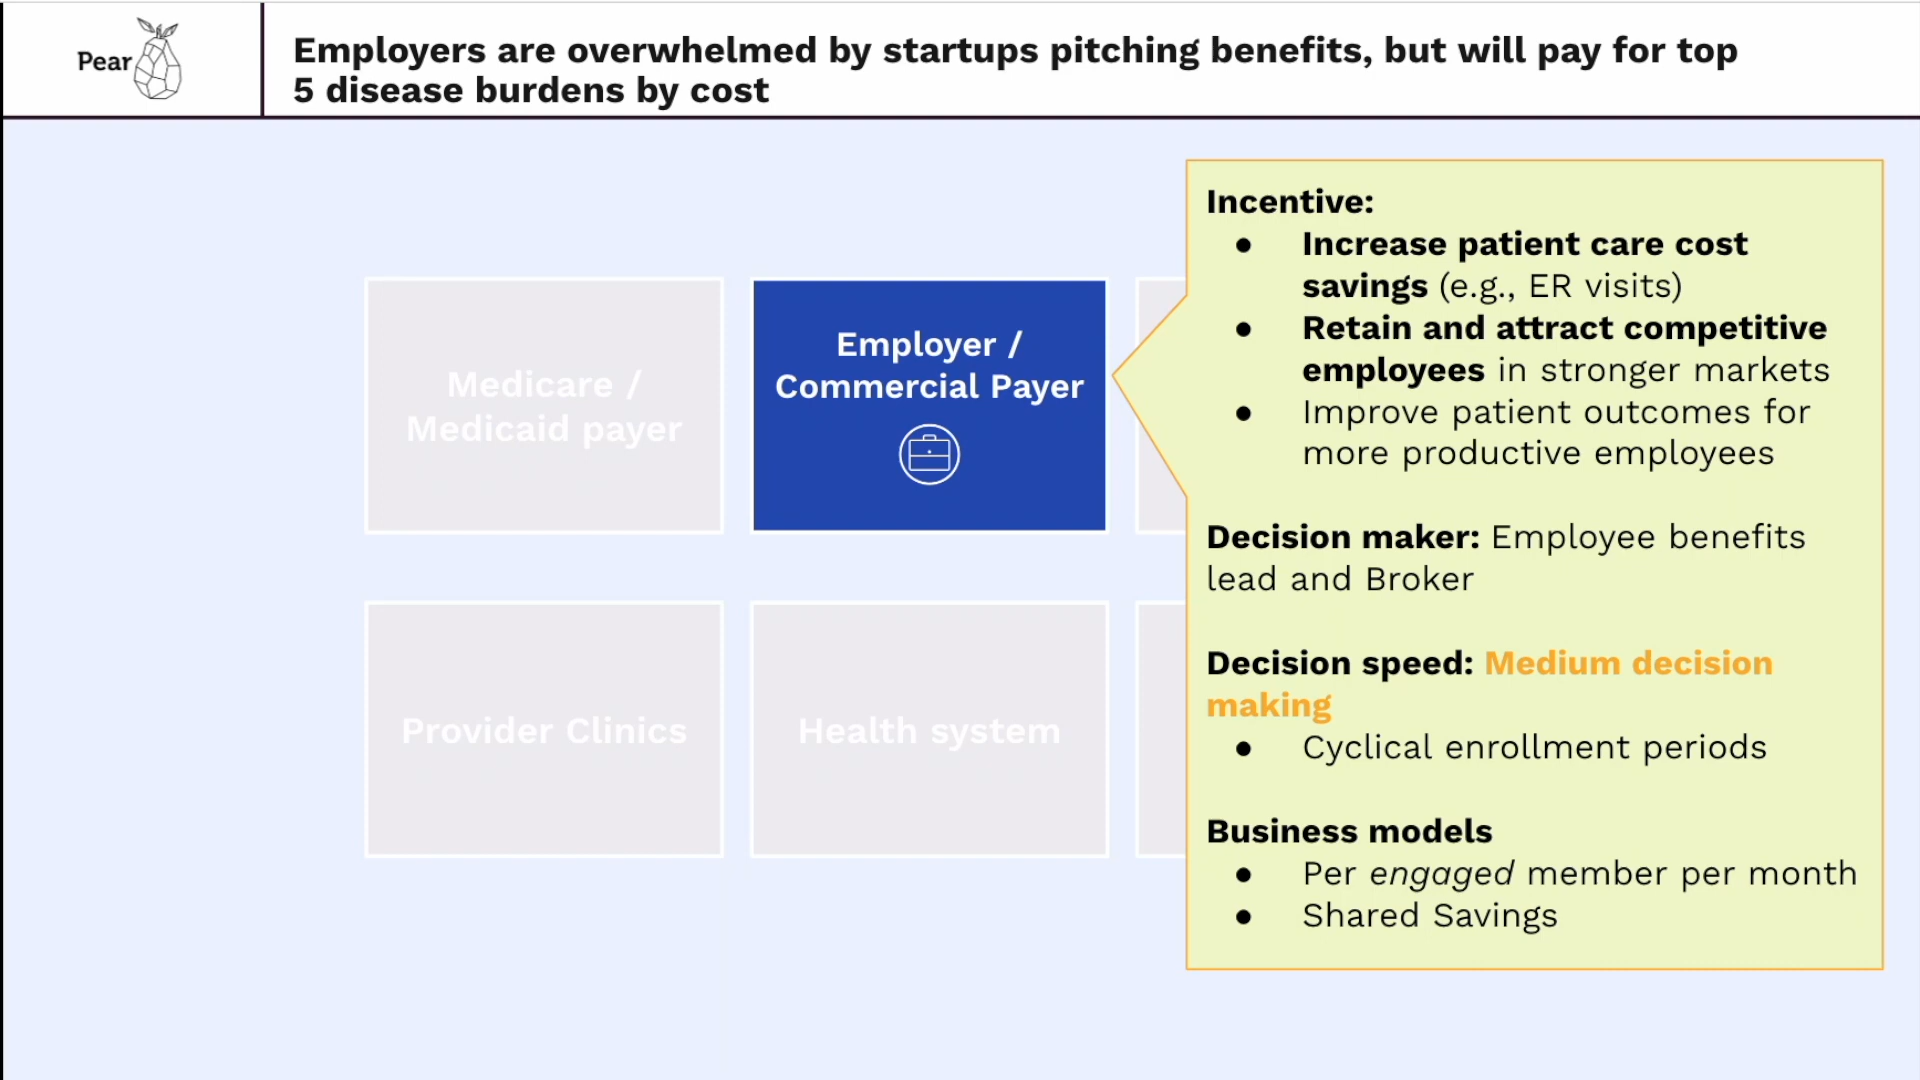 Pear
Employers are overwhelmed by startups pitching benefits, but will pay for top
5 disease burdens by cost
Medicare /
Medicaid payer
Employer /
Commercial Payer
Provider Clinics
Health system
Incentive:
● Increase patient care cost
savings (e.g., ER visits)
● Retain and attract competitive
employees in stronger markets
● Improve patient outcomes for
more productive employees
Decision maker: Employee benefits
lead and Broker
Decision speed: Medium decision
making
● Cyclical enrollment periods
Business models
● Per engaged member per month
● Shared Savings